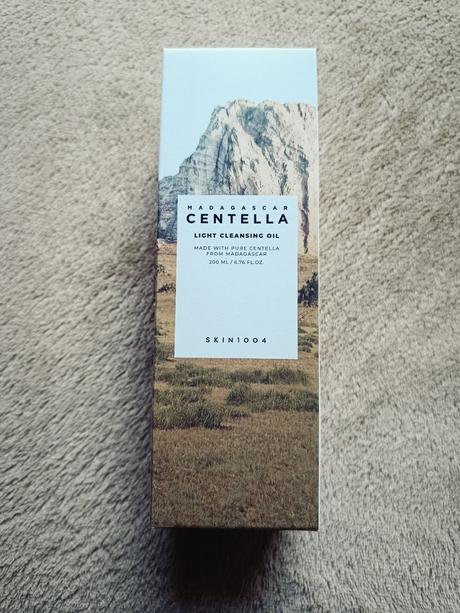 MADAGASCAR
CENTELLA
LIGHT CLEANSING OIL
MADE WITH PURE CENTELLA
FROM MADAGASCAR
200 ML / 6.76 FL.OZ.
SKIN1004